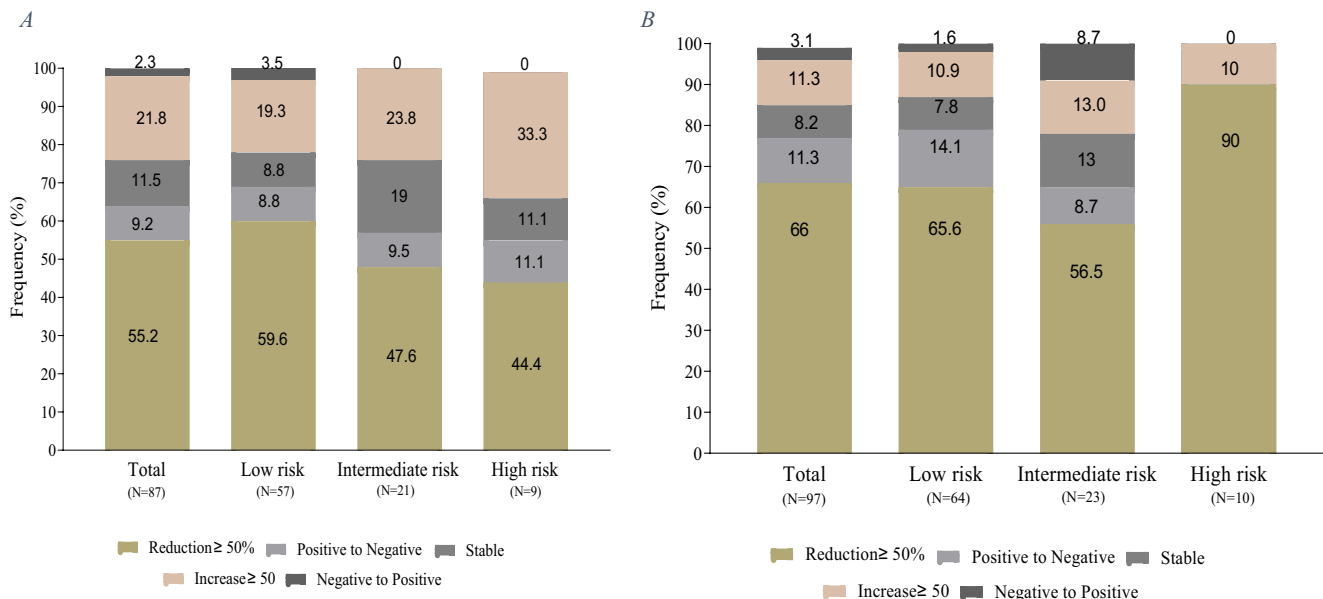 A
2.3 3.5 0 0
100
90
80
70
60
50
40
30
20
10
0
Frequency (%)
21.8 19.3 23.8 33.3
11.5 8.8 19 11.1
9.2 8.8 9.5 11.1
55.2 59.6 47.6 44.4
Total Low risk Intermediate risk High risk
(N=87) (N=57) (N=21) (N=9)
Reduction≥ 50% Positive to Negative Stable
Increase≥ 50 Negative to Positive
B
3.1 1.6 8.7 0
100
90
80
70
60
50
40
30
20
10
0
Frequency (%)
11.3 10.9 13.0 10
8.2 7.8 13
11.3 14.1 8.7
66 65.6 56.5 90
Total Low risk Intermediate risk High risk
(N=97) (N=64) (N=23) (N=10)
Reduction≥ 50% Positive to Negative Stable
Increase≥ 50 Negative to Positive